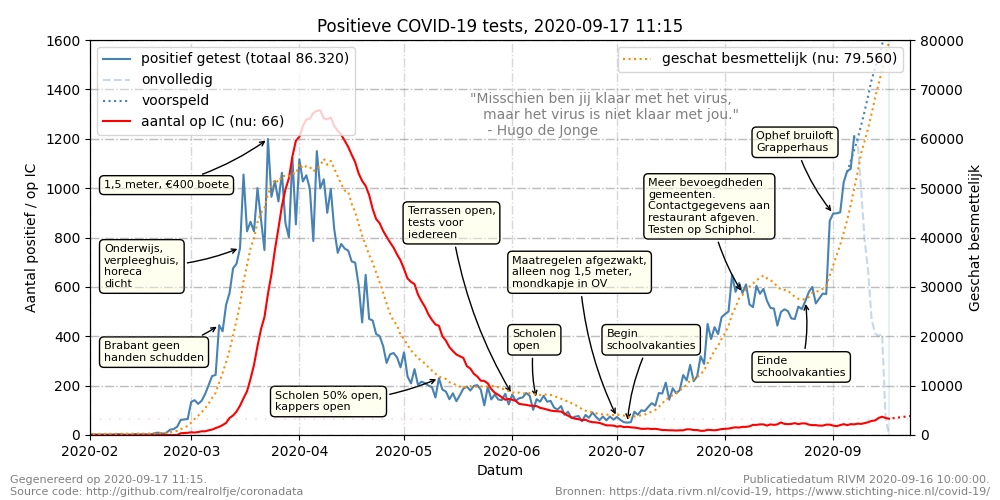 Positieve COVID-19 tests, 2020-09-17 11:15
positief getest (totaal 86.320)
onvolledig
voorspeld
aantal op IC (nu: 66)
geschat besmettelijk (nu: 79.560)
"Misschien ben jij klaar met het virus,
maar het virus is niet klaar met jou."
- Hugo de Jonge
1,5 meter, €400 boete
Onderwijs,
verpleeghuis,
horeca
dicht
Brabant geen
handen schudden
Scholen 50% open,
kappers open
Terrassen open,
tests voor
iedereen
Maatregelen afgezwakt,
alleen nog 1,5 meter,
mondkapje in OV
Scholen
open
Begin
schoolvakanties
Meer bevoegdheden
gemeenten.
Contactgegevens aan
restaurant afgeven.
Testen op Schiphol.
Ophef bruiloft
Grapperhaus
Einde
schoolvakanties
Aantal positief / op IC
1600
1400
1200
1000
800
600
400
200
0
Geschat besmettelijk
80000
70000
60000
50000
40000
30000
20000
10000
0
2020-02
2020-03
2020-04
2020-05
2020-06
2020-07
2020-08
2020-09
Datum
Gegenereerd op 2020-09-17 11:15.
Source code: http://github.com/realrolfje/coronadata
Publicatiedatum RIVM 2020-09-16 10:00:00.
Bronnen: https://data.rivm.nl/covid-19, https://www.stichting-nice.nl/covid-19/